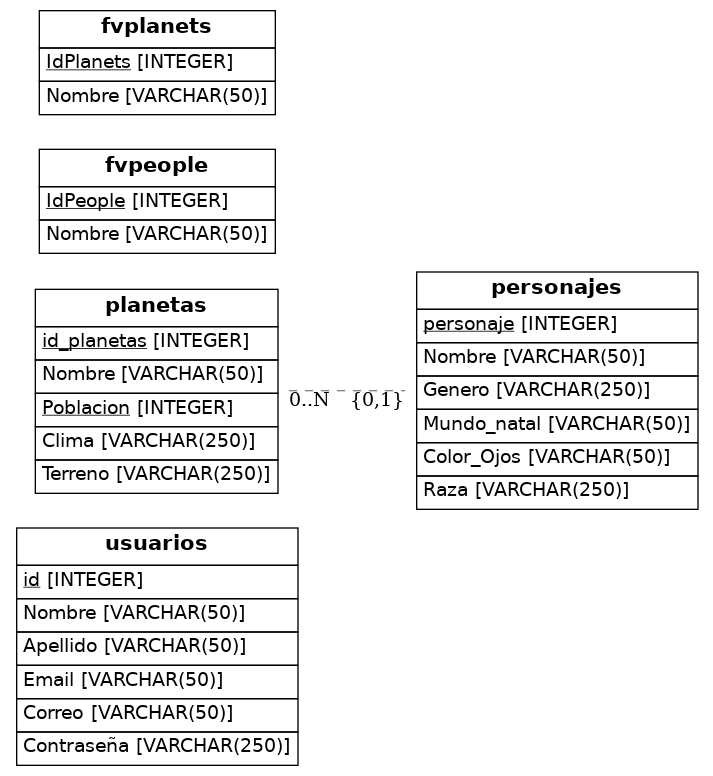 fvplanets
IdPlanets [INTEGER]
Nombre [VARCHAR(50)]
fvpeople
IdPeople [INTEGER]
Nombre [VARCHAR(50)]
planetas
id_planetas [INTEGER]
Nombre [VARCHAR(50)]
Poblacion [INTEGER]
Clima [VARCHAR(250)]
Terreno [VARCHAR(250)]
0..N {0,1}
personajes
personaje [INTEGER]
Nombre [VARCHAR(50)]
Genero [VARCHAR(250)]
Mundo_natal [VARCHAR(50)]
Color_Ojos [VARCHAR(50)]
Raza [VARCHAR(250)]
usuarios
id [INTEGER]
Nombre [VARCHAR(50)]
Apellido [VARCHAR(50)]
Email [VARCHAR(50)]
Correo [VARCHAR(50)]
Contraseña [VARCHAR(250)]